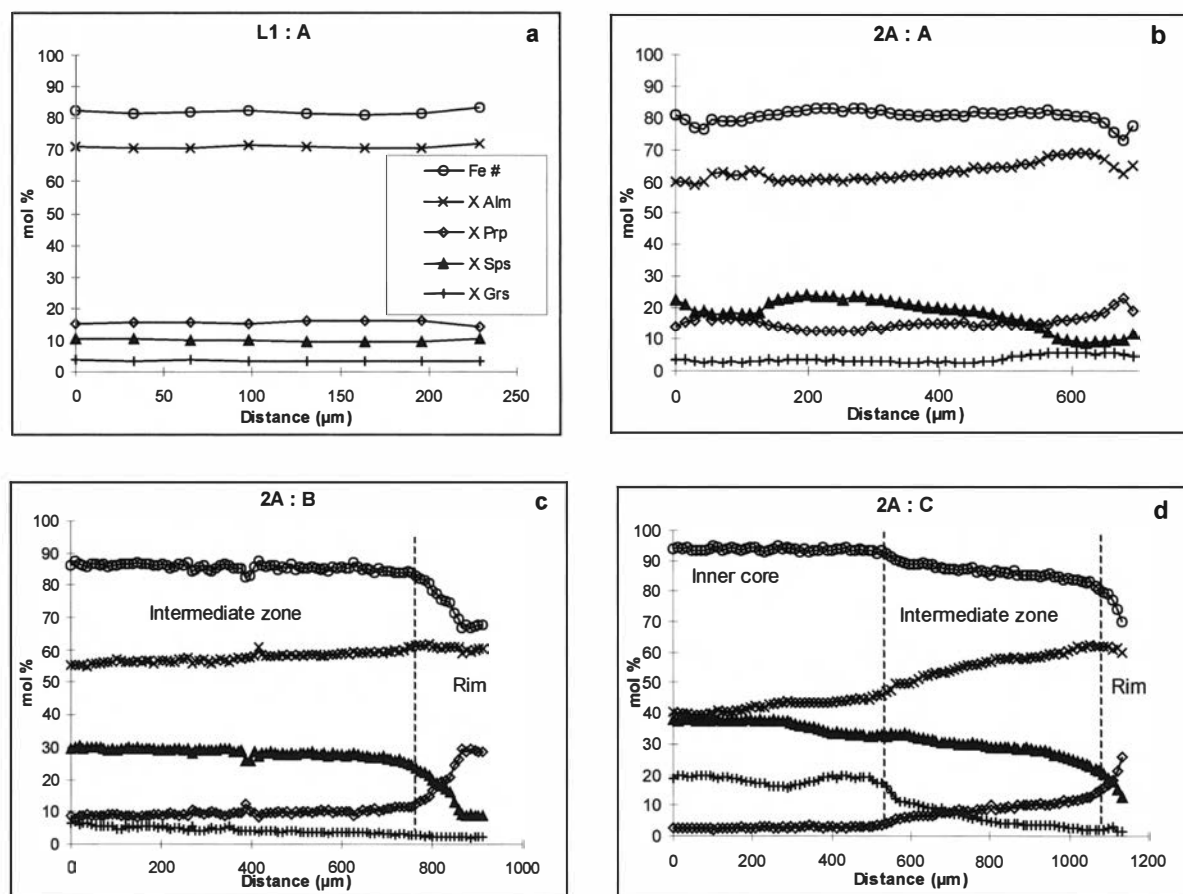 L1 : A
a
100
90
80
70
60
50
40
30
20
10
0
mol %
Fe #
X Alm
X Prp
X Sps
X Grs
0 50 100 150 200 250
Distance (µm)
2A : A
b
100
90
80
70
60
50
40
30
20
10
0
mol %
0 200 400 600
Distance (µm)
2A : B
c
100
90
80
70
60
50
40
30
20
10
0
mol %
Intermediate zone
Rim
0 200 400 600 800 1000
Distance (µm)
2A : C
d
100
90
80
70
60
50
40
30
20
10
0
mol %
Inner core
Intermediate zone
Rim
0 200 400 600 800 1000 1200
Distance (µm)